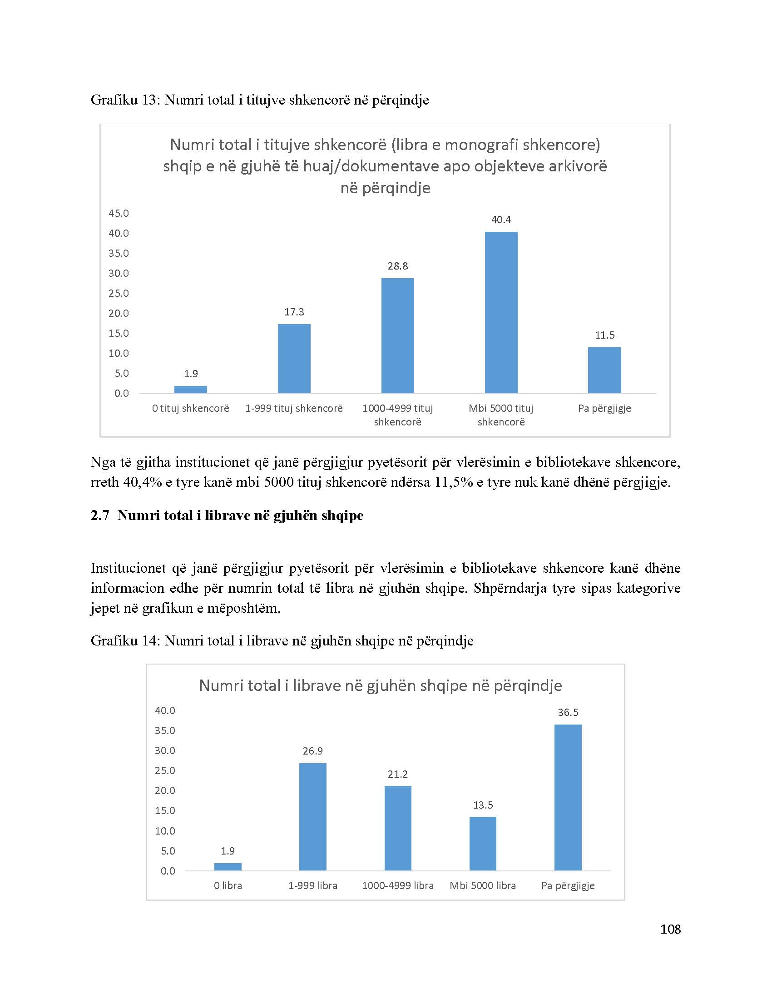 Grafiku 13: Numri total i titujve shkencorë në përqindje
Numri total i titujve shkencorë (libra e monografi shkencore)
shqip e në gjuhë të huaj/dokumentave apo objekteve arkivorë
në përqindje
45.0
40.0
35.0
30.0
25.0
20.0
15.0
10.0
5.0
0.0
1.9
17.3
28.8
40.4
11.5
0 tituj shkencorë
1-999 tituj shkencorë
1000-4999 tituj
shkencorë
Mbi 5000 tituj
shkencorë
Pa përgjigje
Nga të gjitha institucionet që janë përgjigjur pyetësorit për vlerësimin e bibliotekave shkencore,
rreth 40,4% e tyre kanë mbi 5000 tituj shkencorë ndërsa 11,5% e tyre nuk kanë dhënë përgjigje.
2.7 Numri total i librave në gjuhën shqipe
Institucionet që janë përgjigjur pyetësorit për vlerësimin e bibliotekave shkencore kanë dhëne
informacion edhe për numrin total të libra në gjuhën shqipe. Shpërndarja tyre sipas kategorive
jepet në grafikun e mëposhtëm.
Grafiku 14: Numri total i librave në gjuhën shqipe në përqindje
Numri total i librave në gjuhën shqipe në përqindje
40.0
35.0
30.0
25.0
20.0
15.0
10.0
5.0
0.0
1.9
26.9
21.2
13.5
36.5
0 libra
1-999 libra
1000-4999 libra
Mbi 5000 libra
Pa përgjigje
108